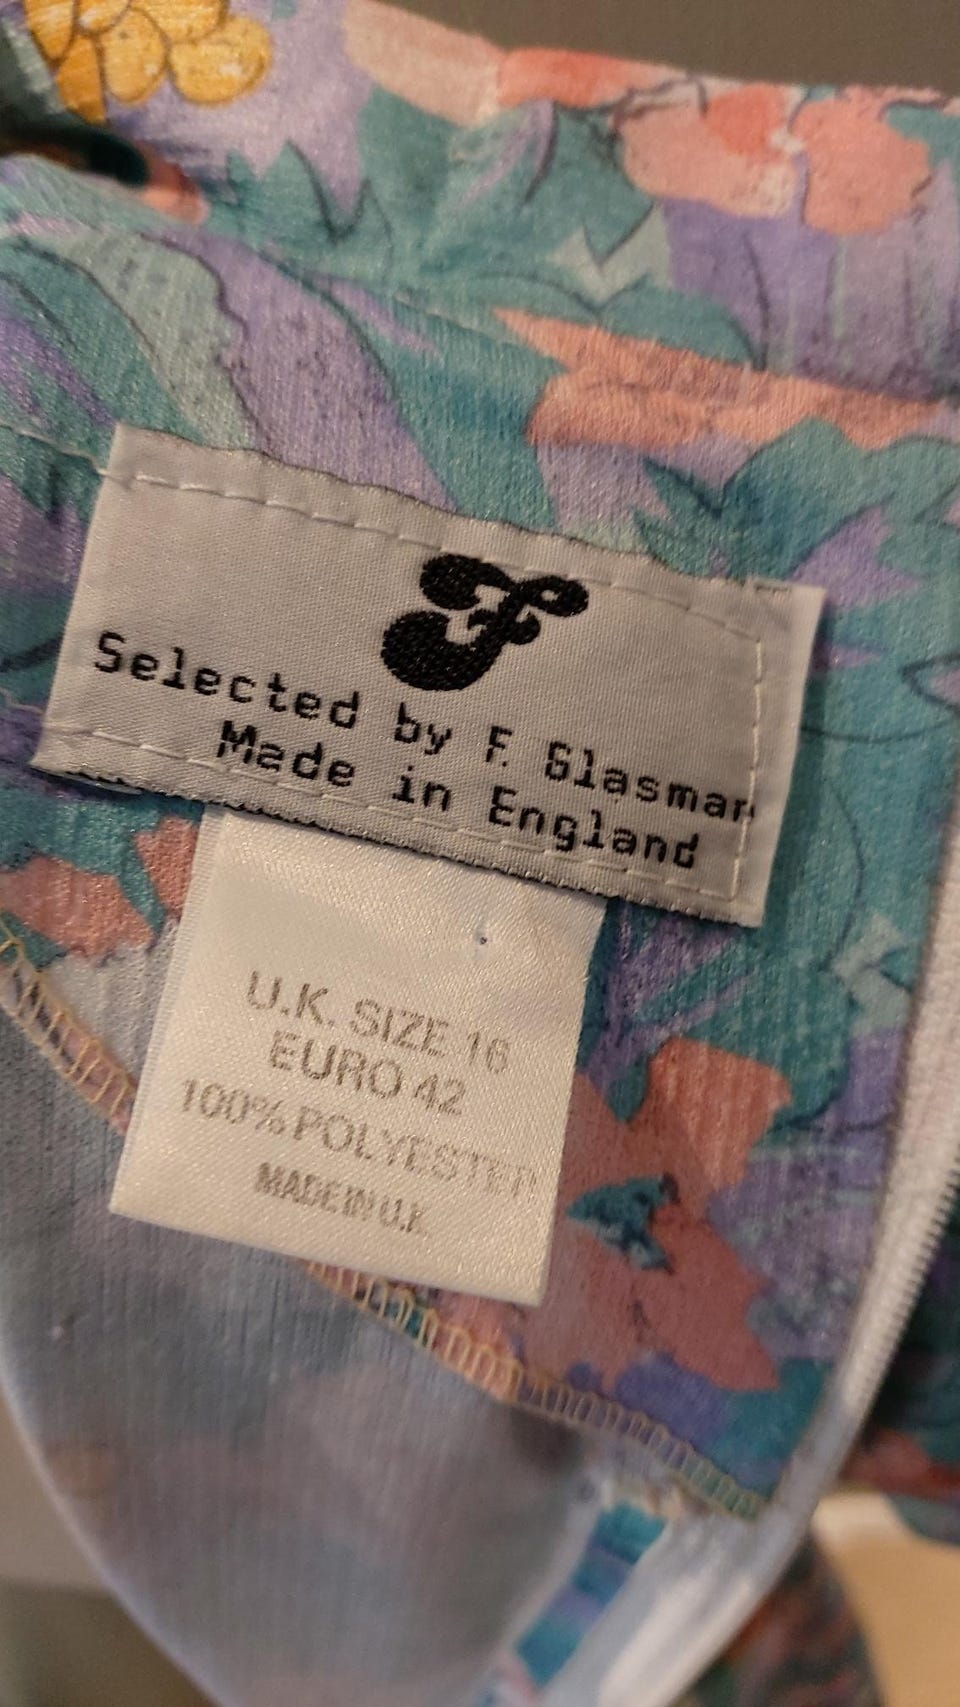 F
Selected by F. Glasman
Made in England
U.K. SIZE 16
EURO 42
100% POLYESTER
MADE IN U.K.